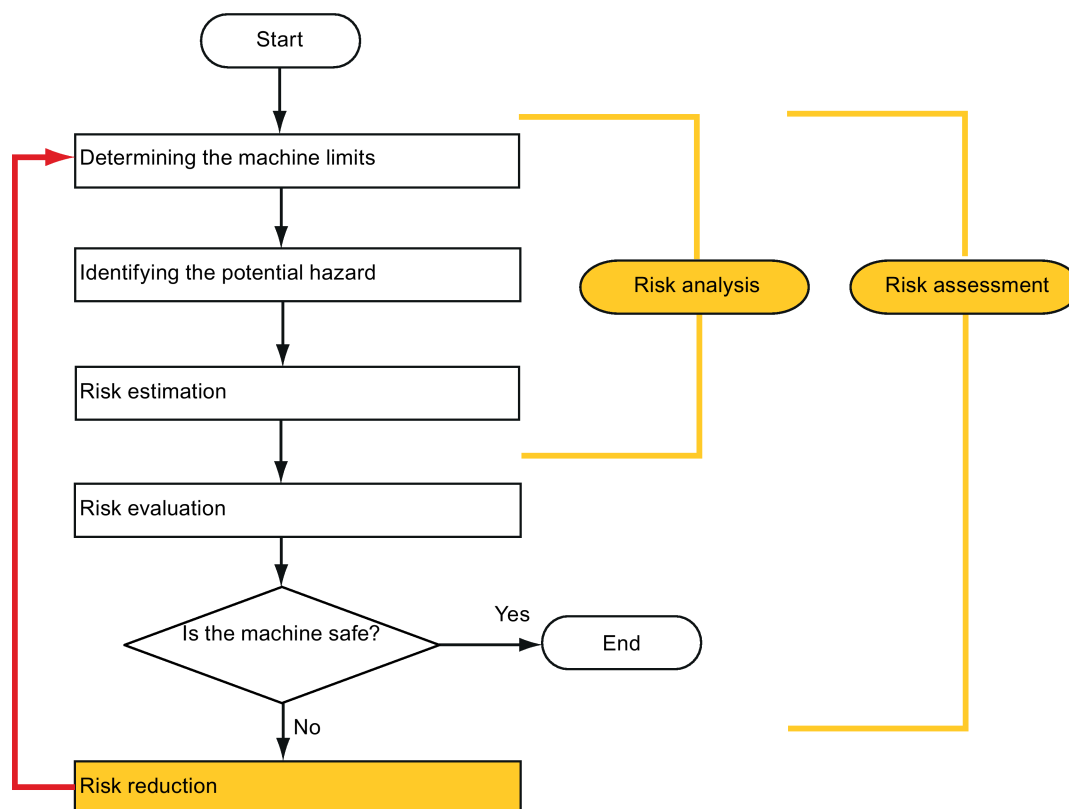 Start
Determining the machine limits
Identifying the potential hazard
Risk analysis
Risk assessment
Risk estimation
Risk evaluation
Is the machine safe?
Yes
End
No
Risk reduction